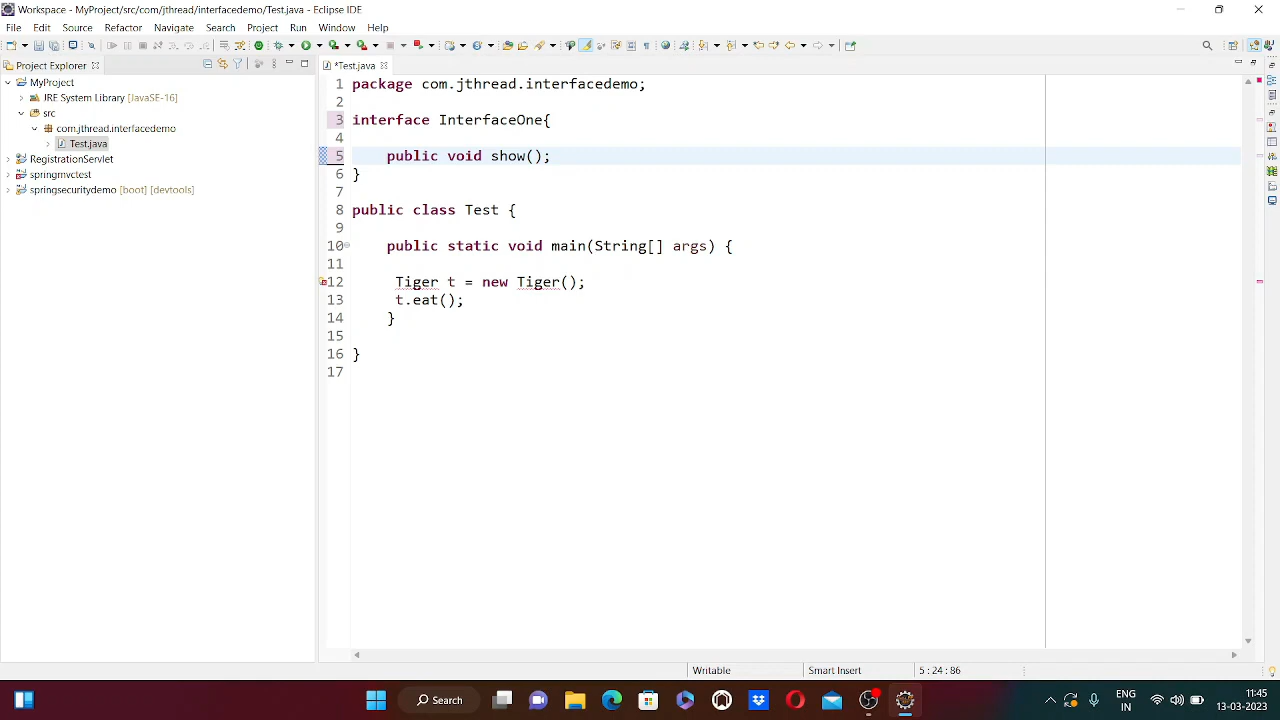 Workspace - MyProject/src/com/jthread/interfacedemo/Test.java - Eclipse IDE
File Edit Source Refactor Navigate Search Project Run Window Help
Project Explorer
*Test.java
MyProject
JRE System Library [JavaSE-16]
src
com.jthread.interfacedemo
Test.java
RegistrationServlet
springmvctest
springsecuritydemo [boot] [devtools]
1 package com.jthread.interfacedemo;
2
3 interface InterfaceOne{
4
5 public void show();
6 }
7
8 public class Test {
9
10 public static void main(String[] args) {
11
12 Tiger t = new Tiger();
13 t.eat();
14 }
15
16 }
17
Writable Smart Insert 5 : 24 : 86
Search
ENG
IN
11:45
13-03-2023